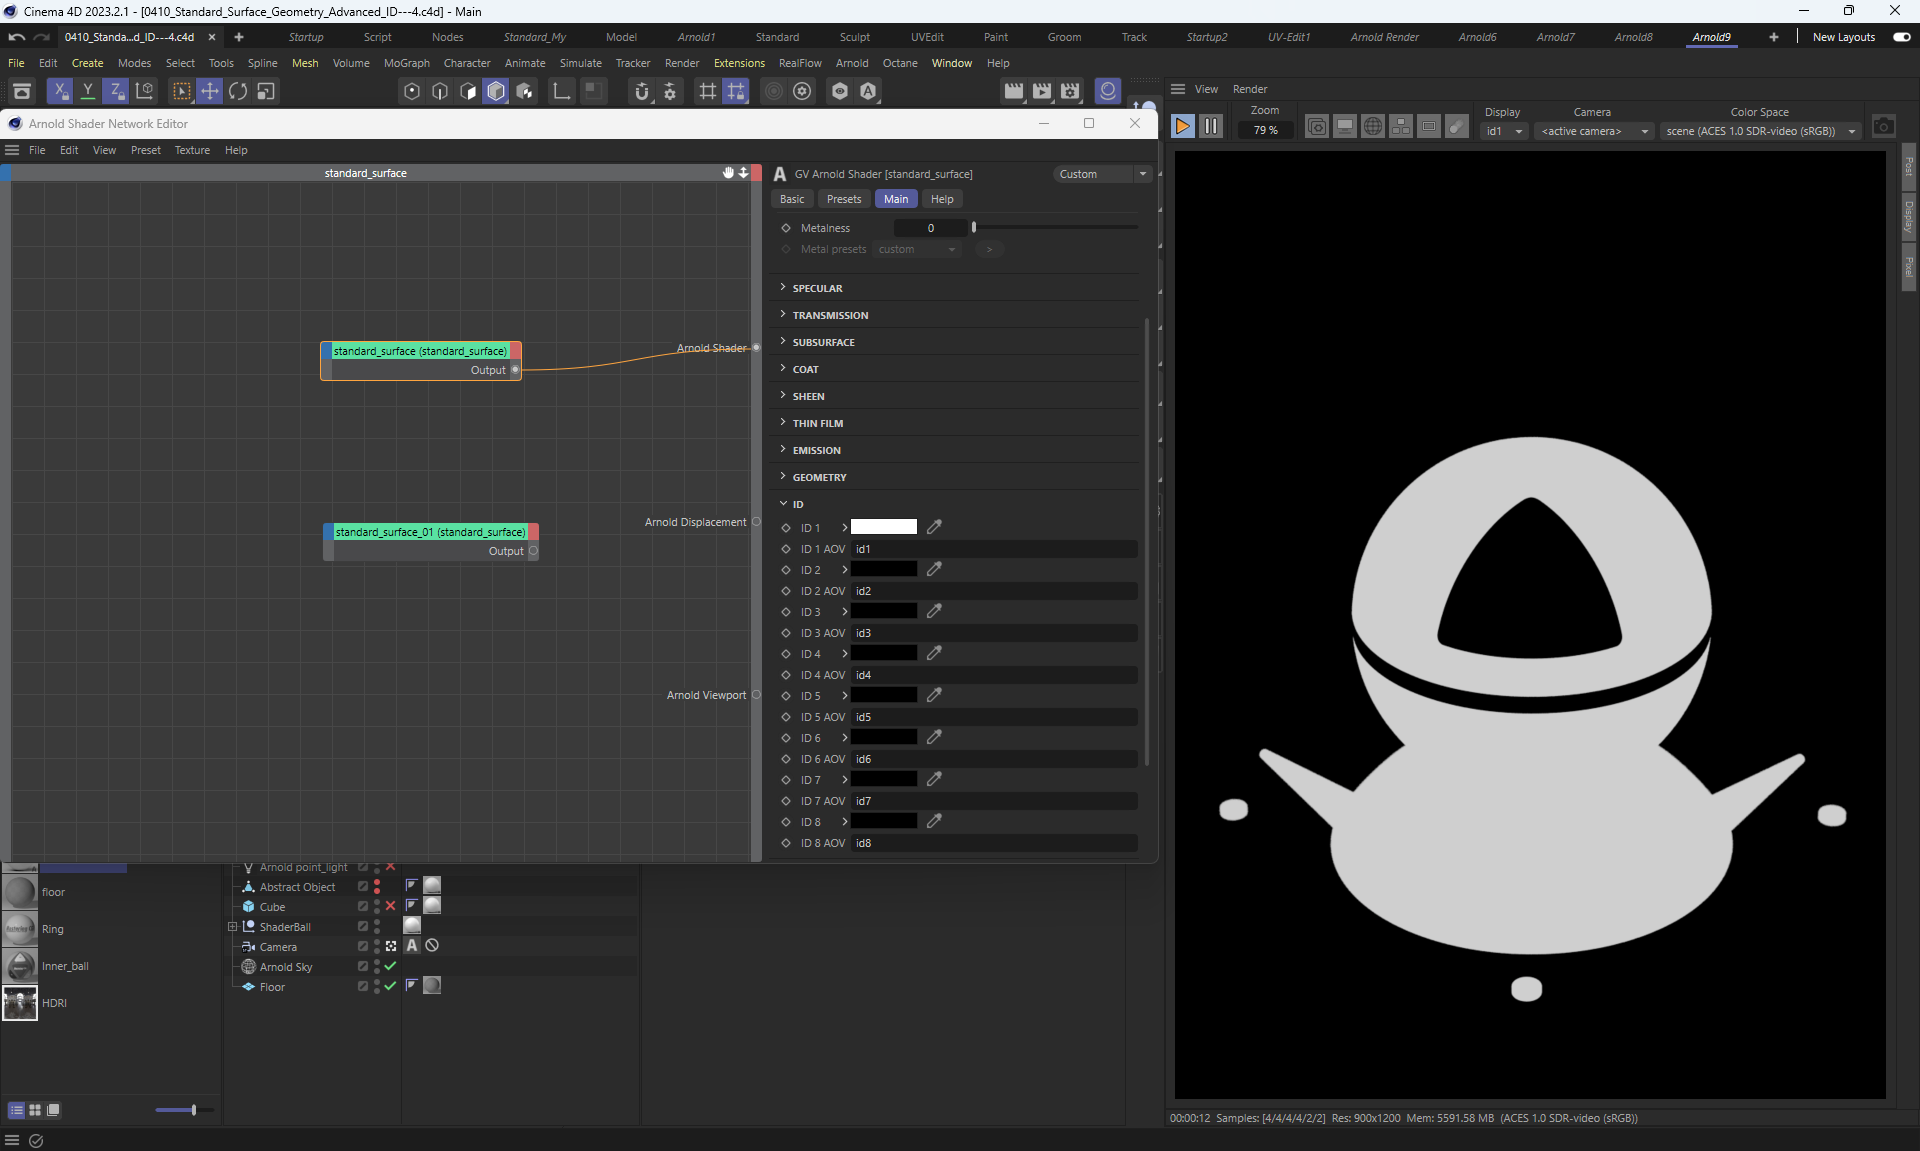 Cinema 4D 2023.2.1 - [0410_Standard_Surface_Geometry_Advanced_ID---4.c4d] - Main
0410_Standa...d_ID---4.c4d Startup Script Nodes Standard_My Model Arnold1 Standard Sculpt UVEdit Paint Groom Track Startup2 UV-Edit1 Arnold Render Arnold6 Arnold7 Arnold8 Arnold9 New Layouts
File Edit Create Modes Select Tools Spline Mesh Volume MoGraph Character Animate Simulate Tracker Render Extensions RealFlow Arnold Octane Window Help
View Render
Arnold Shader Network Editor
File Edit View Preset Texture Help
Zoom
79 %
Display
id1
Camera
<active camera>
Color Space
scene (ACES 1.0 SDR-video (sRGB))
Post
Display
Pixel
standard_surface
standard_surface (standard_surface)
Output
Arnold Shader
standard_surface_01 (standard_surface)
Output
Arnold Displacement
Arnold Viewport
GV Arnold Shader [standard_surface]
Custom
Basic Presets Main Help
Metalness 0
Metal presets custom >
SPECULAR
TRANSMISSION
SUBSURFACE
COAT
SHEEN
THIN FILM
EMISSION
GEOMETRY
ID
ID 1
ID 1 AOV id1
ID 2
ID 2 AOV id2
ID 3
ID 3 AOV id3
ID 4
ID 4 AOV id4
ID 5
ID 5 AOV id5
ID 6
ID 6 AOV id6
ID 7
ID 7 AOV id7
ID 8
ID 8 AOV id8
floor
Ring
Inner_ball
HDRI
Arnold point_light
Abstract Object
Cube
ShaderBall
Camera
Arnold Sky
Floor
00:00:12 Samples: [4/4/4/4/2/2] Res: 900x1200 Mem: 5591.58 MB (ACES 1.0 SDR-video (sRGB))